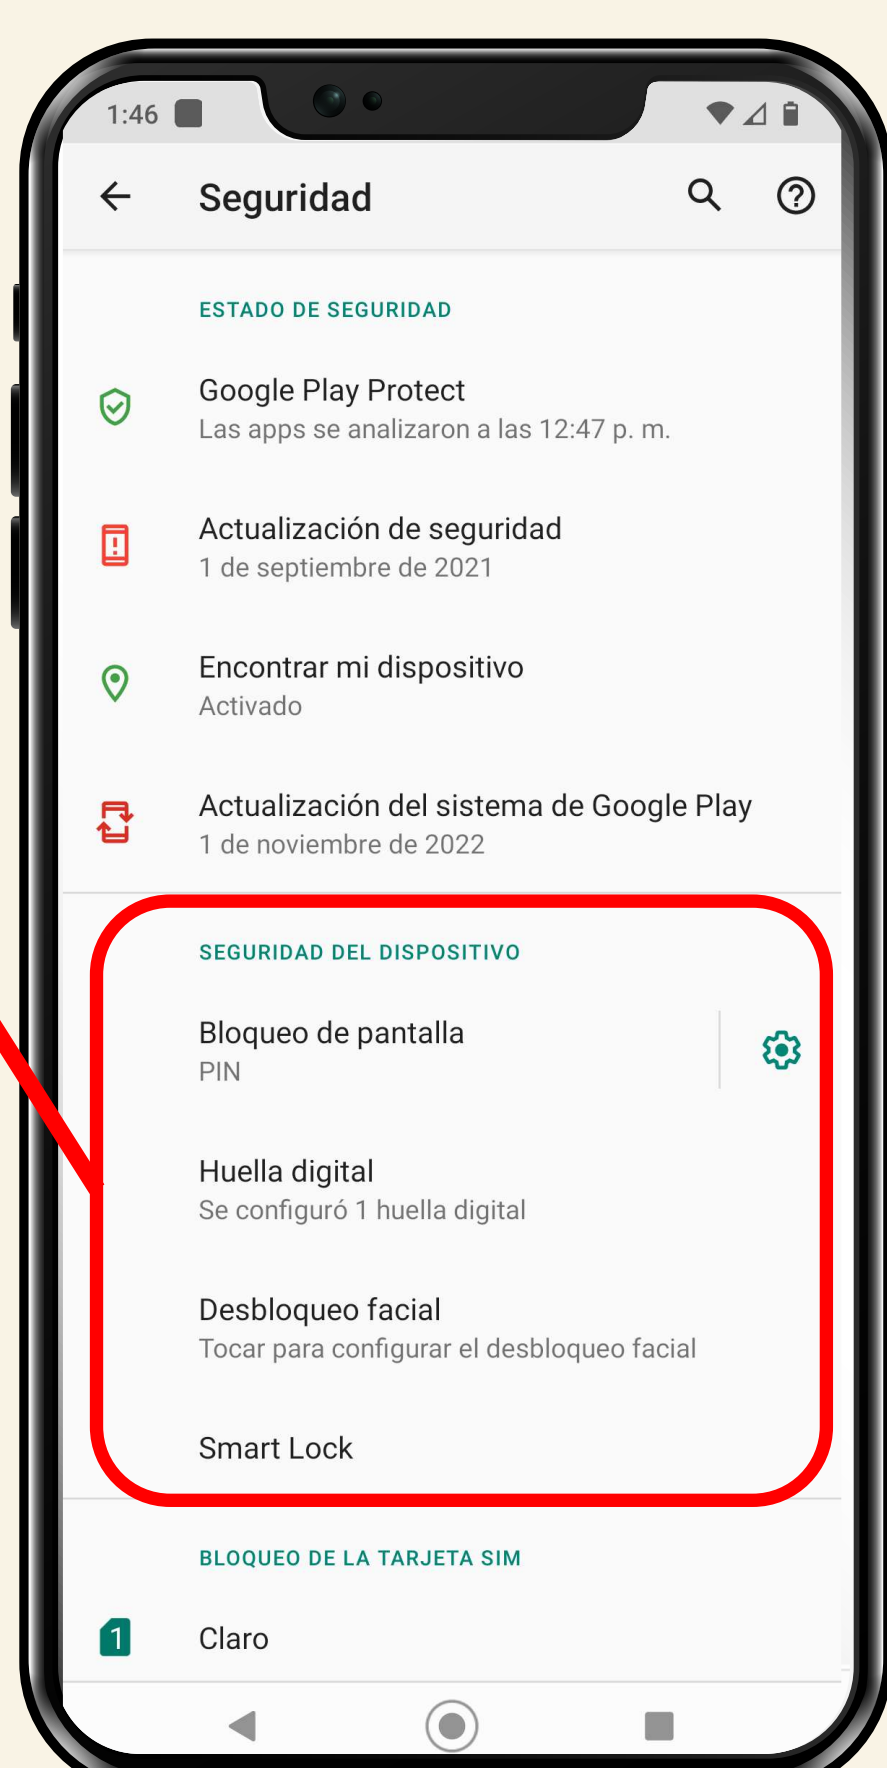 1:46
Seguridad
ESTADO DE SEGURIDAD
Google Play Protect
Las apps se analizaron a las 12:47 p. m.
Actualización de seguridad
1 de septiembre de 2021
Encontrar mi dispositivo
Activado
Actualización del sistema de Google Play
1 de noviembre de 2022
SEGURIDAD DEL DISPOSITIVO
Bloqueo de pantalla
PIN
Huella digital
Se configuró 1 huella digital
Desbloqueo facial
Tocar para configurar el desbloqueo facial
Smart Lock
BLOQUEO DE LA TARJETA SIM
1 Claro